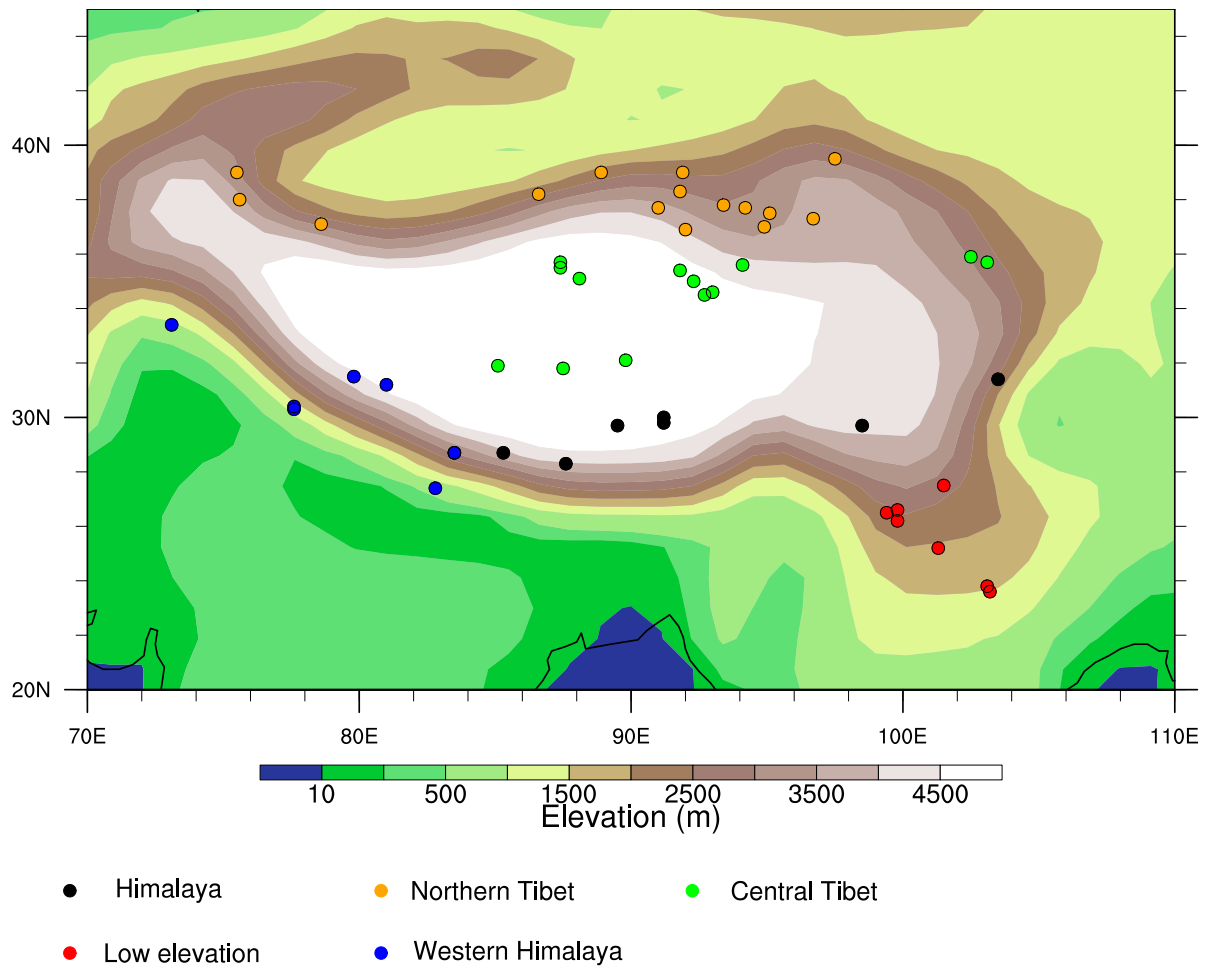 40N
30N
20N
70E 80E 90E 100E 110E
10 500 1500 2500 3500 4500
Elevation (m)
Himalaya Northern Tibet Central Tibet
Low elevation Western Himalaya